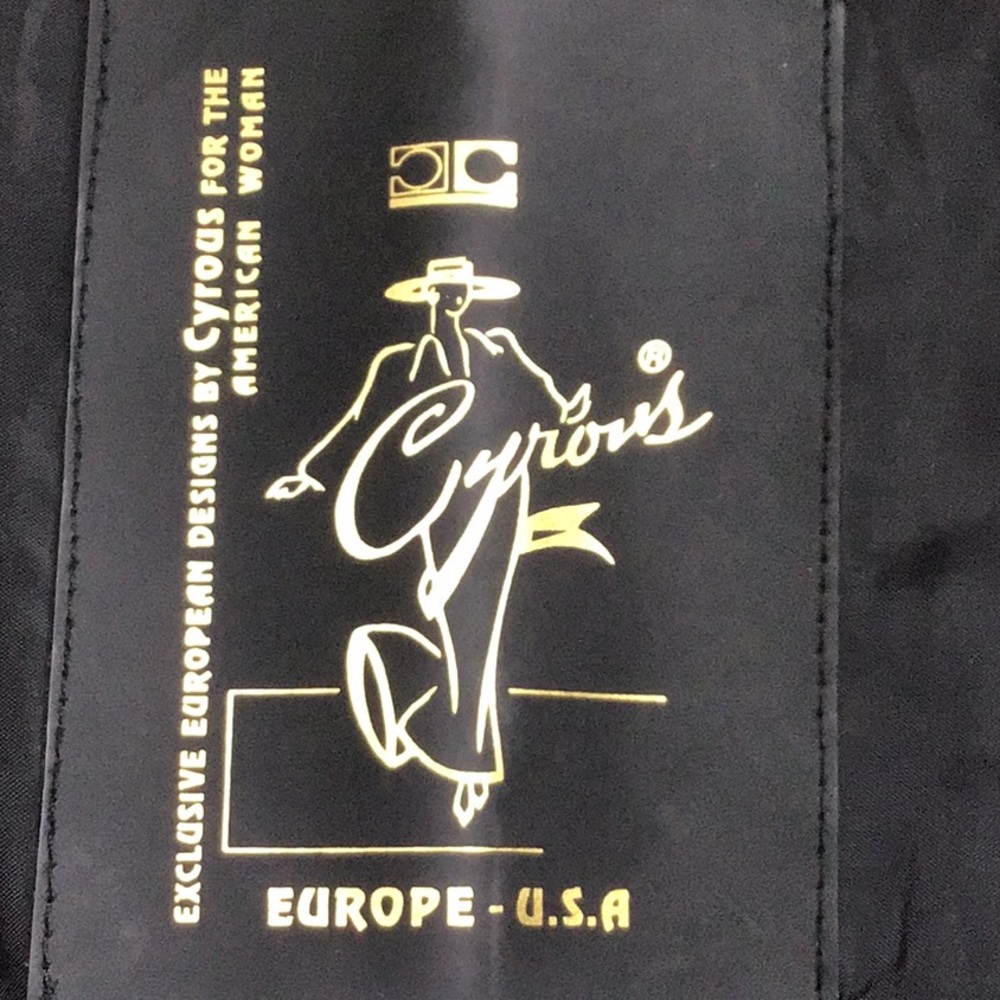 EXCLUSIVE EUROPEAN DESIGNS BY Cyrous FOR THE
AMERICAN WOMAN
Cyrous ®
EUROPE - U.S.A